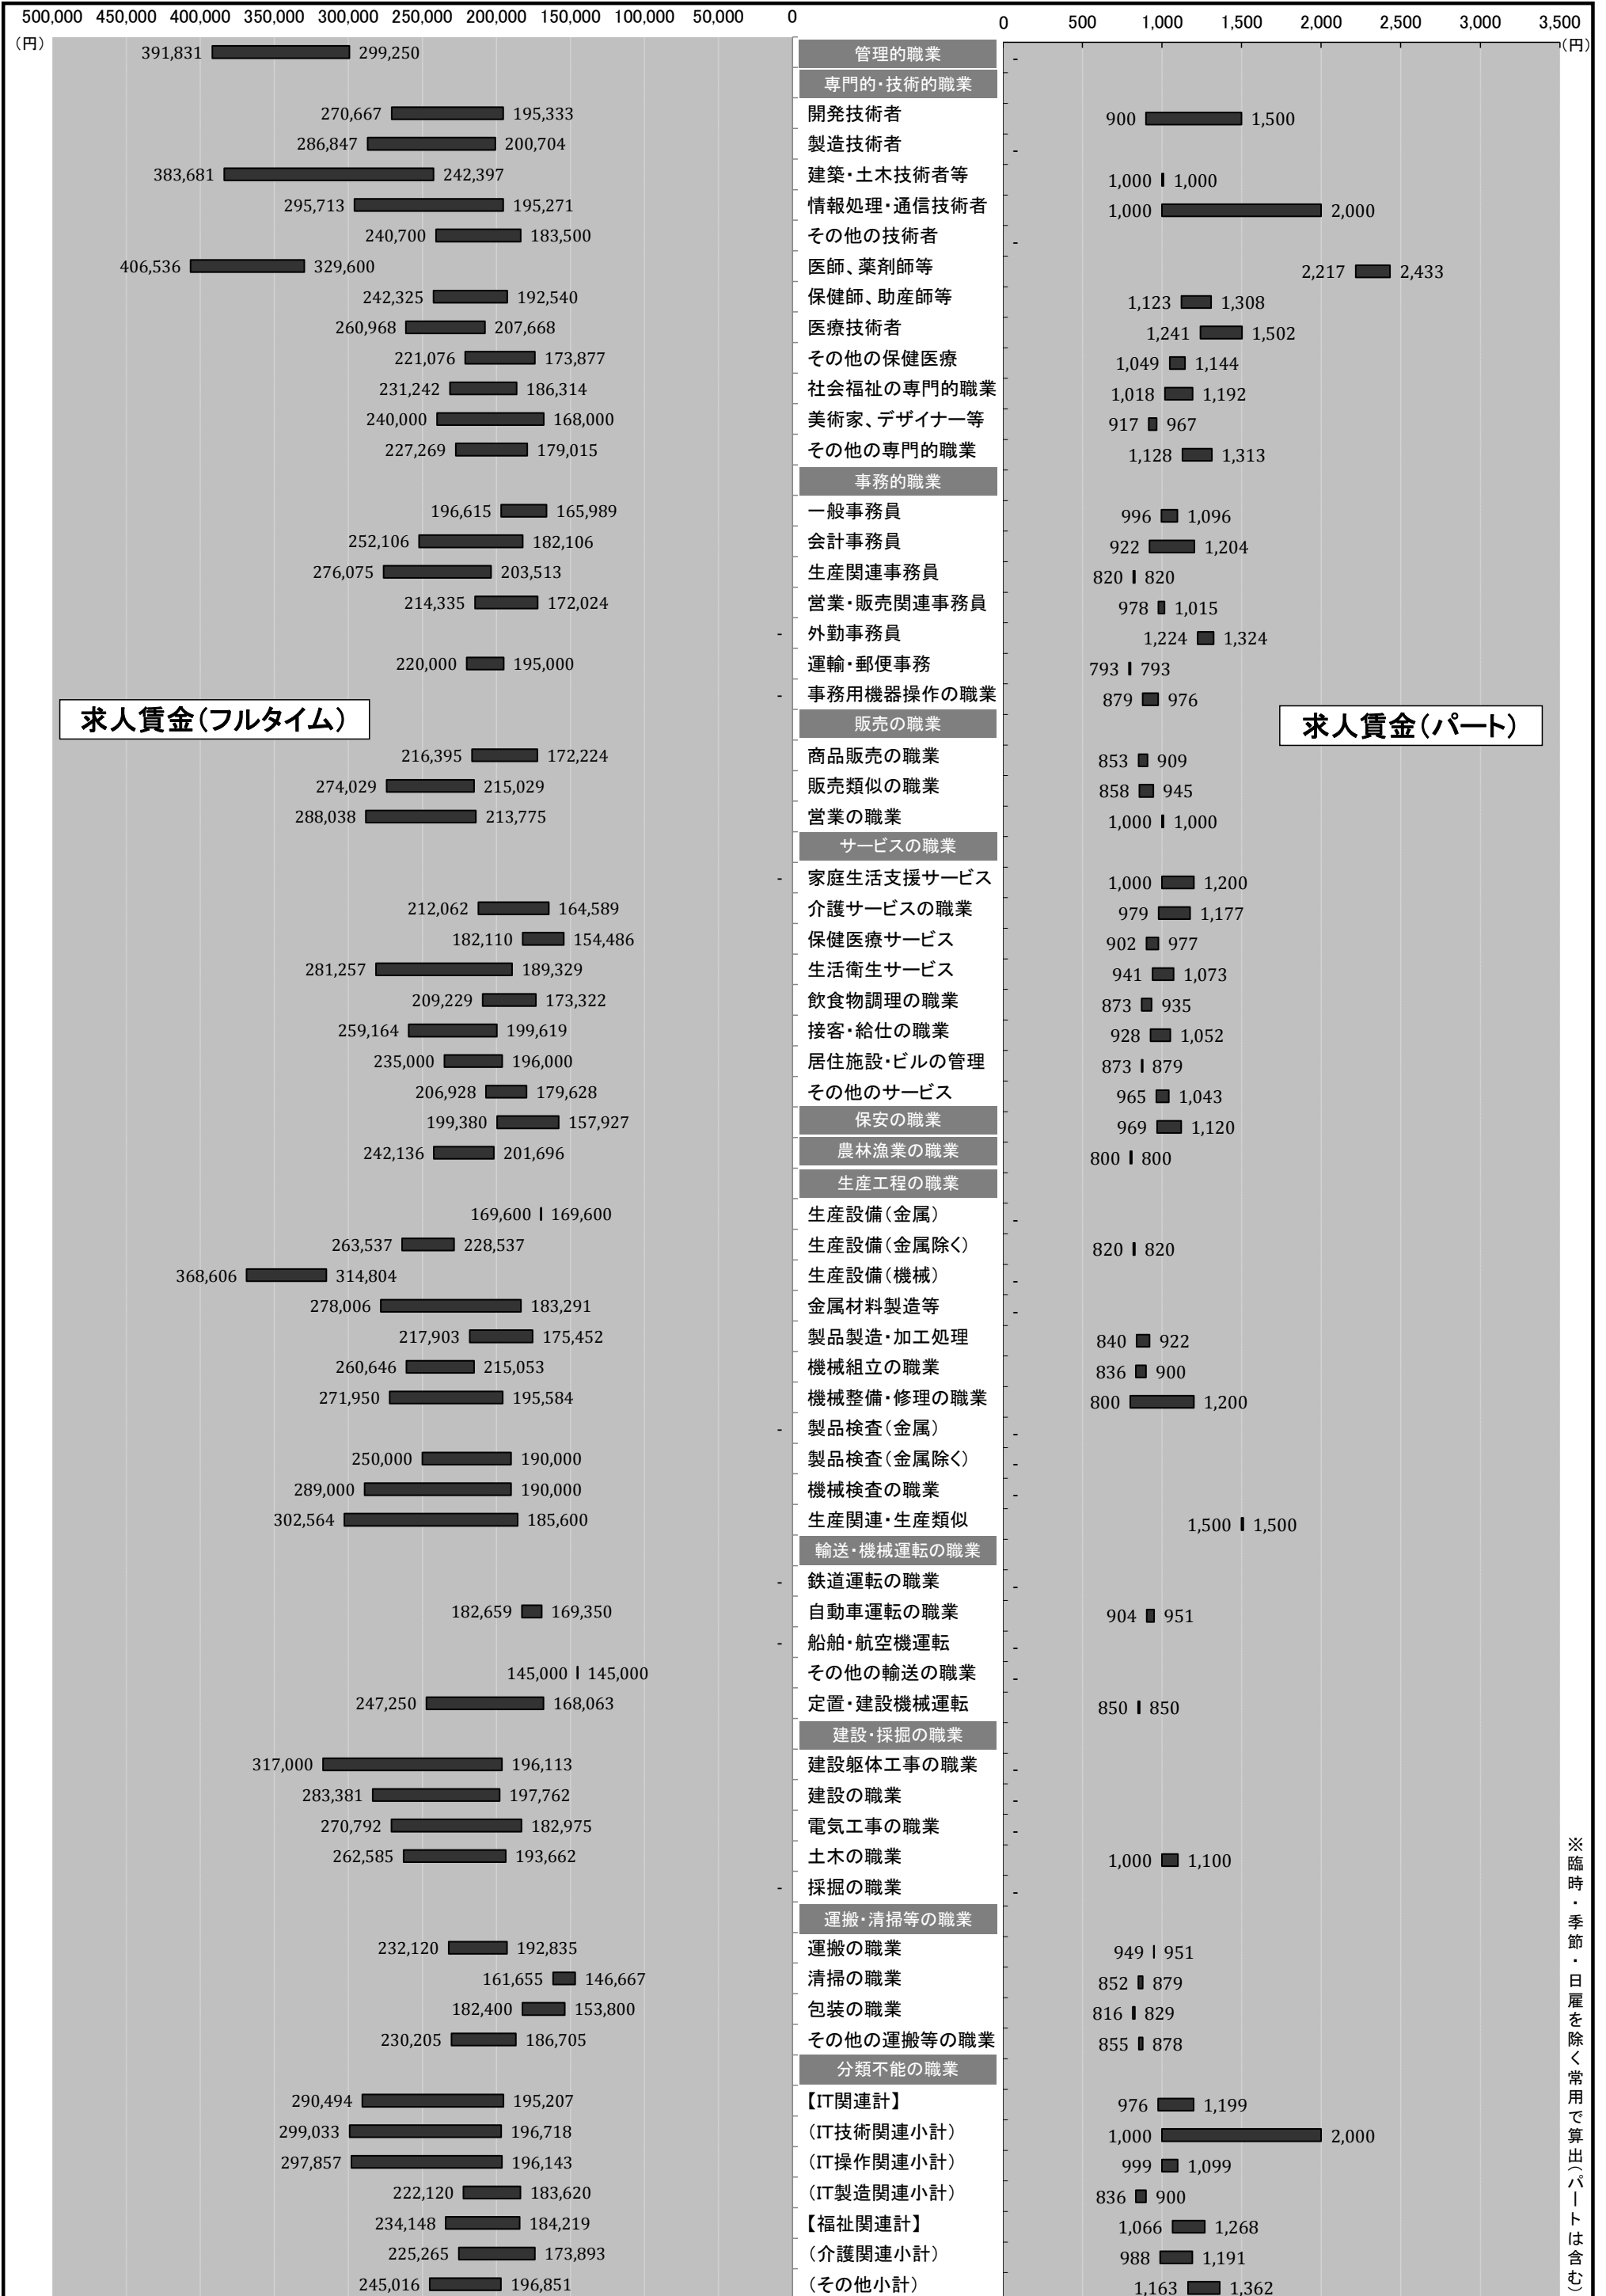 500,000 450,000 400,000 350,000 300,000 250,000 200,000 150,000 100,000 50,000 0 0 500 1,000 1,500 2,000 2,500 3,000 3,500
（円） （円）
391,831 299,250 管理的職業 -
専門的・技術的職業
270,667 195,333 開発技術者 900 1,500
286,847 200,704 製造技術者 -
383,681 242,397 建築・土木技術者等 1,000 1,000
295,713 195,271 情報処理・通信技術者 1,000 2,000
240,700 183,500 その他の技術者 -
406,536 329,600 医師、薬剤師等 2,217 2,433
242,325 192,540 保健師、助産師等 1,123 1,308
260,968 207,668 医療技術者 1,241 1,502
221,076 173,877 その他の保健医療 1,049 1,144
231,242 186,314 社会福祉の専門的職業 1,018 1,192
240,000 168,000 美術家、デザイナー等 917 967
227,269 179,015 その他の専門的職業 1,128 1,313
事務的職業
196,615 165,989 一般事務員 996 1,096
252,106 182,106 会計事務員 922 1,204
276,075 203,513 生産関連事務員 820 820
214,335 172,024 営業・販売関連事務員 978 1,015
- 外勤事務員 1,224 1,324
220,000 195,000 運輸・郵便事務 793 793
- 事務用機器操作の職業 879 976
求人賃金（フルタイム） 販売の職業 求人賃金（パート）
216,395 172,224 商品販売の職業 853 909
274,029 215,029 販売類似の職業 858 945
288,038 213,775 営業の職業 1,000 1,000
サービスの職業
- 家庭生活支援サービス 1,000 1,200
212,062 164,589 介護サービスの職業 979 1,177
182,110 154,486 保健医療サービス 902 977
281,257 189,329 生活衛生サービス 941 1,073
209,229 173,322 飲食物調理の職業 873 935
259,164 199,619 接客・給仕の職業 928 1,052
235,000 196,000 居住施設・ビルの管理 873 879
206,928 179,628 その他のサービス 965 1,043
199,380 157,927 保安の職業 969 1,120
242,136 201,696 農林漁業の職業 800 800
生産工程の職業
169,600 169,600 生産設備（金属） -
263,537 228,537 生産設備（金属除く） 820 820
368,606 314,804 生産設備（機械） -
278,006 183,291 金属材料製造等 -
217,903 175,452 製品製造・加工処理 840 922
260,646 215,053 機械組立の職業 836 900
271,950 195,584 機械整備・修理の職業 800 1,200
- 製品検査（金属） -
250,000 190,000 製品検査（金属除く） -
289,000 190,000 機械検査の職業 -
302,564 185,600 生産関連・生産類似 1,500 1,500
輸送・機械運転の職業
- 鉄道運転の職業 -
182,659 169,350 自動車運転の職業 904 951
- 船舶・航空機運転 -
145,000 145,000 その他の輸送の職業 -
247,250 168,063 定置・建設機械運転 850 850
建設・採掘の職業
317,000 196,113 建設躯体工事の職業 -
283,381 197,762 建設の職業 -
270,792 182,975 電気工事の職業 -
262,585 193,662 土木の職業 1,000 1,100
- 採掘の職業 -
運搬・清掃等の職業
232,120 192,835 運搬の職業 949 951
161,655 146,667 清掃の職業 852 879
182,400 153,800 包装の職業 816 829
230,205 186,705 その他の運搬等の職業 855 878
分類不能の職業
290,494 195,207 【IT関連計】 976 1,199
299,033 196,718 （IT技術関連小計） 1,000 2,000
297,857 196,143 （IT操作関連小計） 999 1,099
222,120 183,620 （IT製造関連小計） 836 900
234,148 184,219 【福祉関連計】 1,066 1,268
225,265 173,893 （介護関連小計） 988 1,191
245,016 196,851 （その他小計） 1,163 1,362
※臨時・季節・日雇を除く常用で算出（パートは含む）